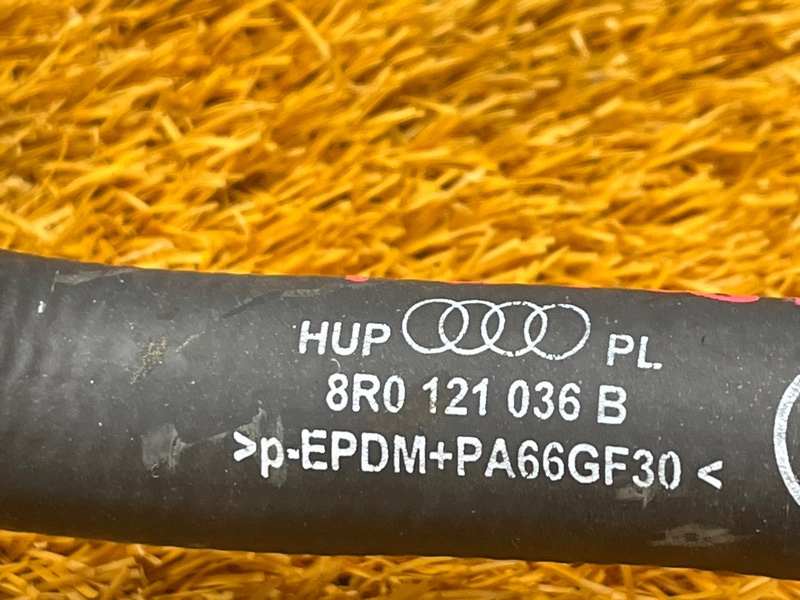 HUP PL
8R0 121 036 B
>p-EPDM+PA66GF30 <